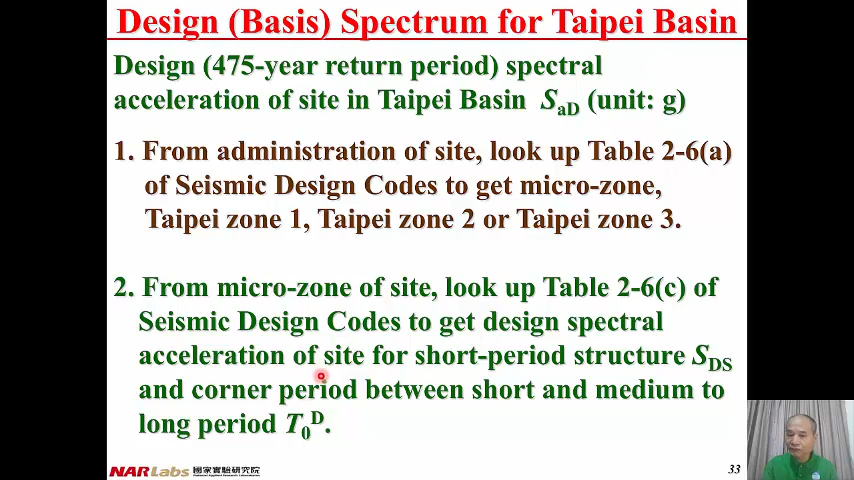 Design (Basis) Spectrum for Taipei Basin
Design (475-year return period) spectral
acceleration of site in Taipei Basin SaD (unit: g)
1. From administration of site, look up Table 2-6(a)
of Seismic Design Codes to get micro-zone,
Taipei zone 1, Taipei zone 2 or Taipei zone 3.
2. From micro-zone of site, look up Table 2-6(c) of
Seismic Design Codes to get design spectral
acceleration of site for short-period structure SDS
and corner period between short and medium to
long period T0D.
NARLabs 國家實驗研究院
33